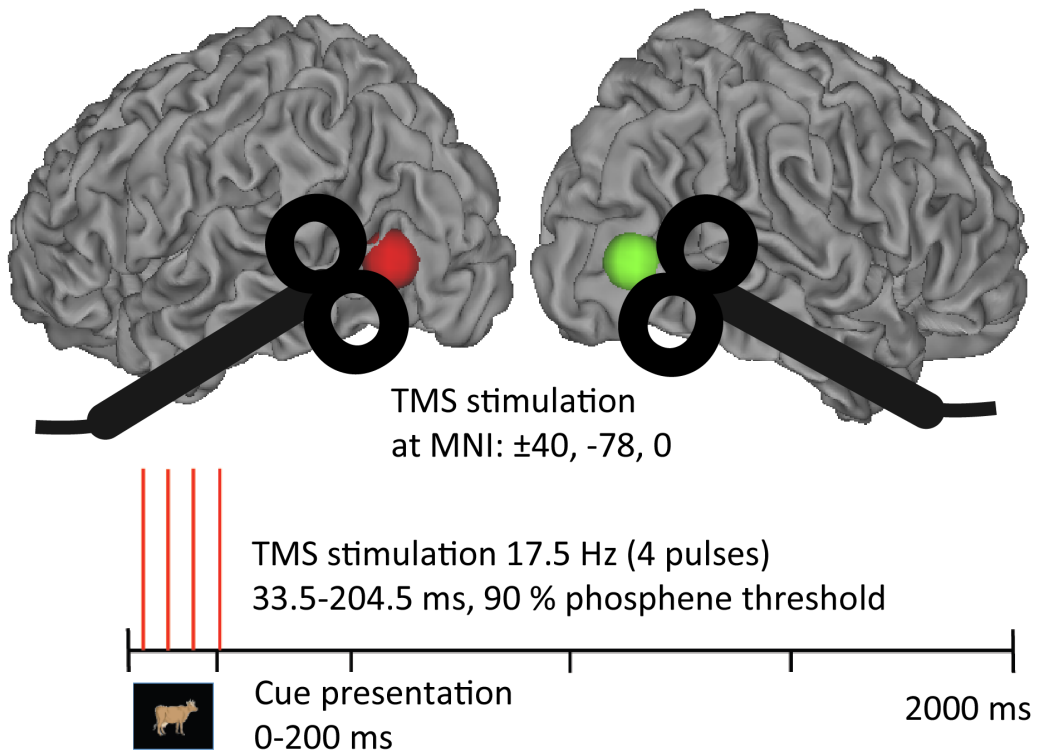 TMS stimulation
at MNI: ±40, -78, 0
TMS stimulation 17.5 Hz (4 pulses)
33.5-204.5 ms, 90 % phosphene threshold
Cue presentation
0-200 ms
2000 ms